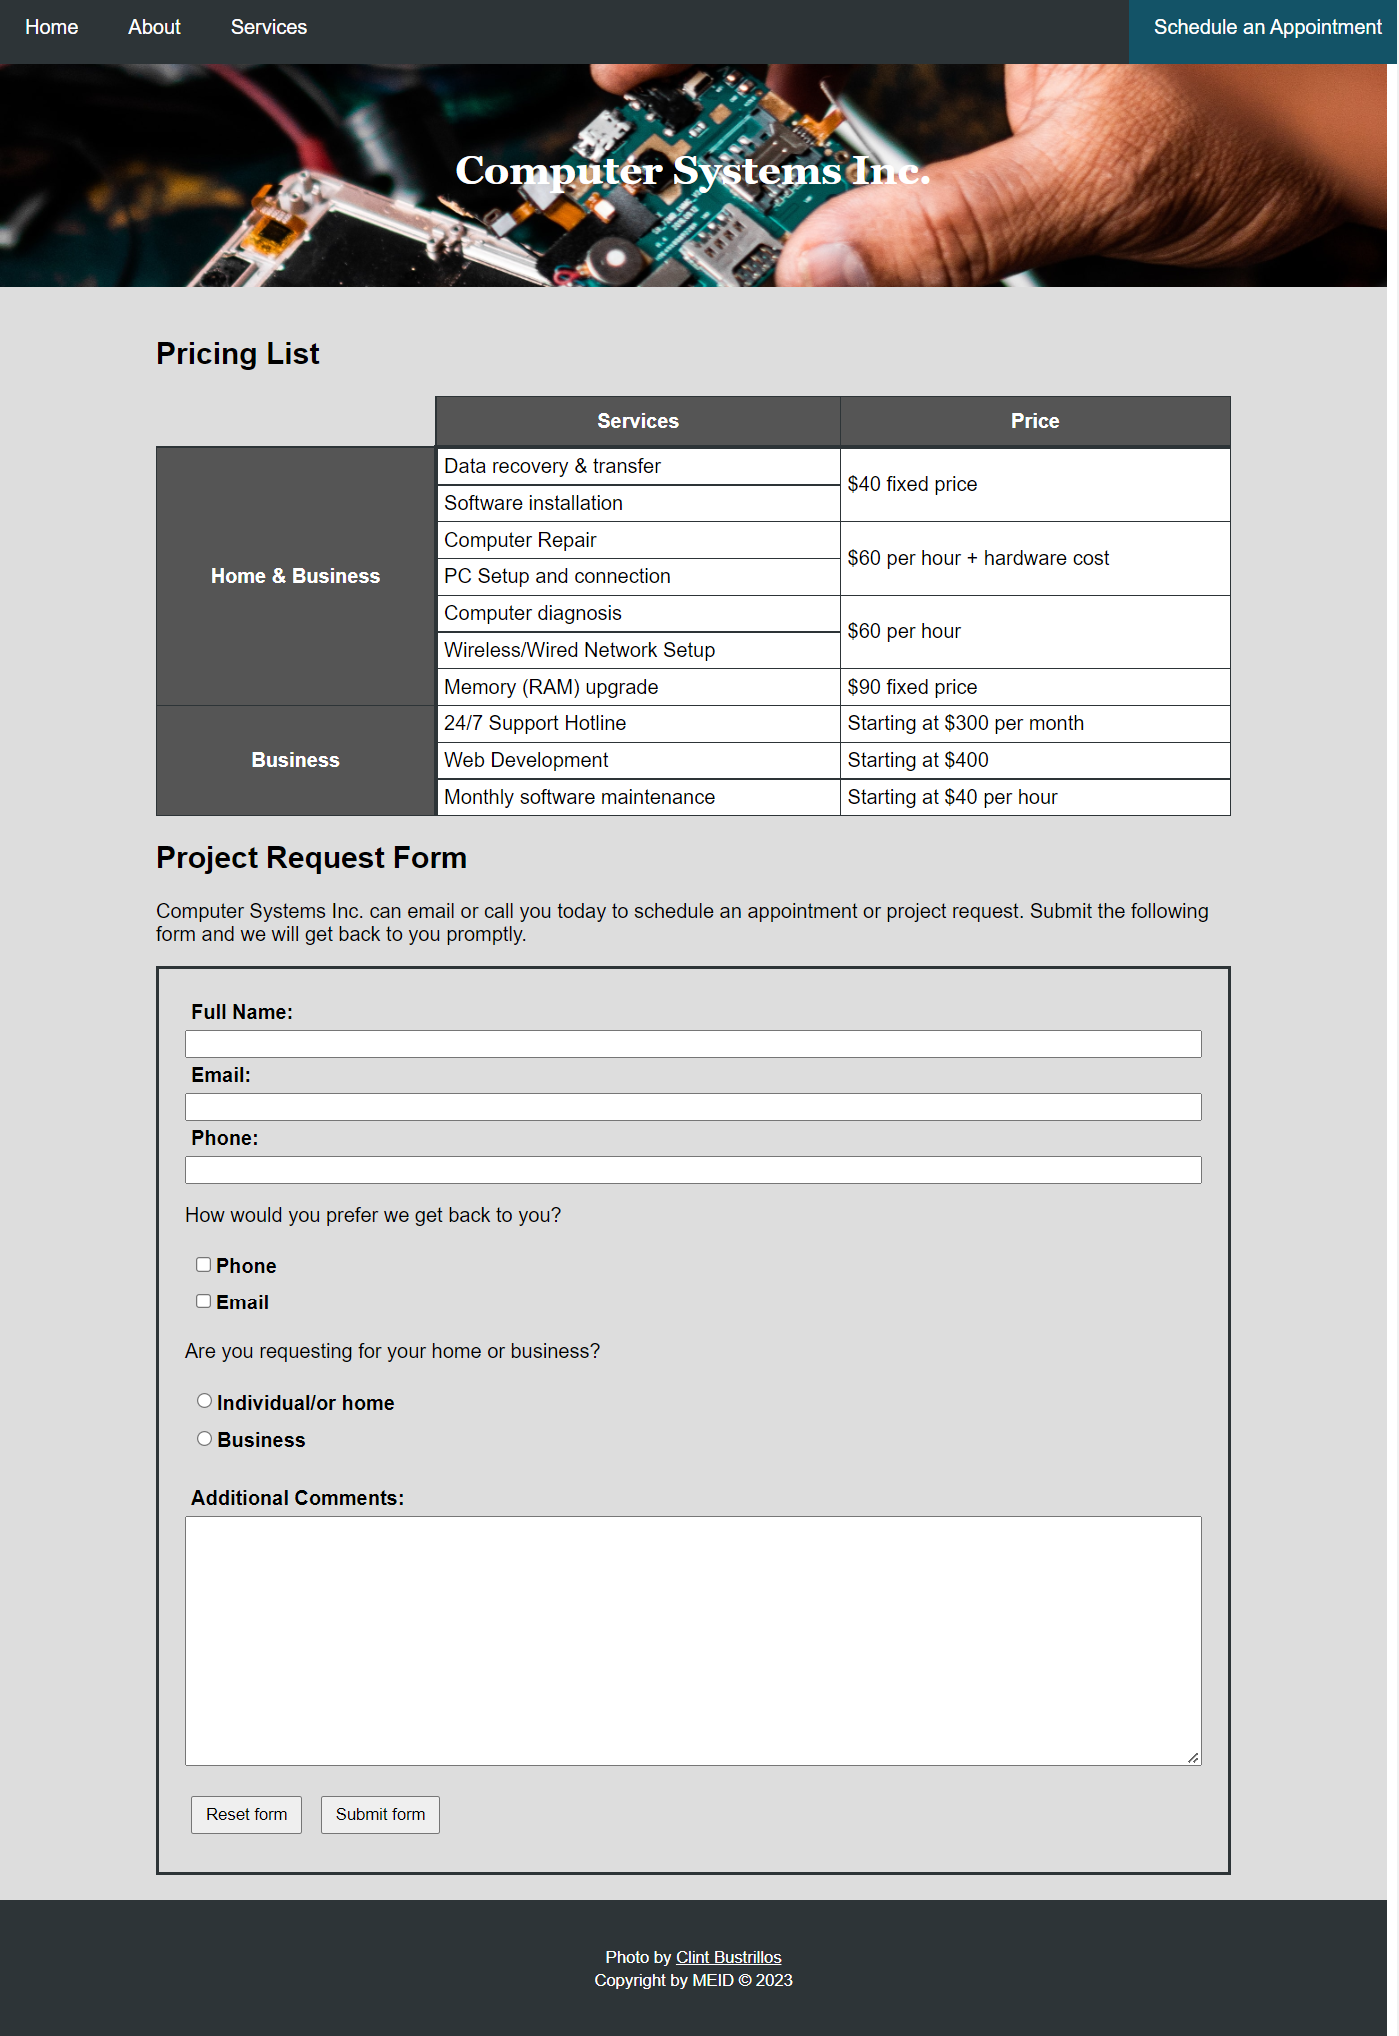 Home About Services Schedule an Appointment
Computer Systems Inc.
Pricing List
Services Price
Home & Business
Data recovery & transfer
$40 fixed price
Software installation
Computer Repair
$60 per hour + hardware cost
PC Setup and connection
Computer diagnosis
$60 per hour
Wireless/Wired Network Setup
Memory (RAM) upgrade $90 fixed price
Business
24/7 Support Hotline Starting at $300 per month
Web Development Starting at $400
Monthly software maintenance Starting at $40 per hour
Project Request Form
Computer Systems Inc. can email or call you today to schedule an appointment or project request. Submit the following
form and we will get back to you promptly.
Full Name:
Email:
Phone:
How would you prefer we get back to you?
Phone
Email
Are you requesting for your home or business?
Individual/or home
Business
Additional Comments:
Reset form Submit form
Photo by Clint Bustrillos
Copyright by MEID © 2023